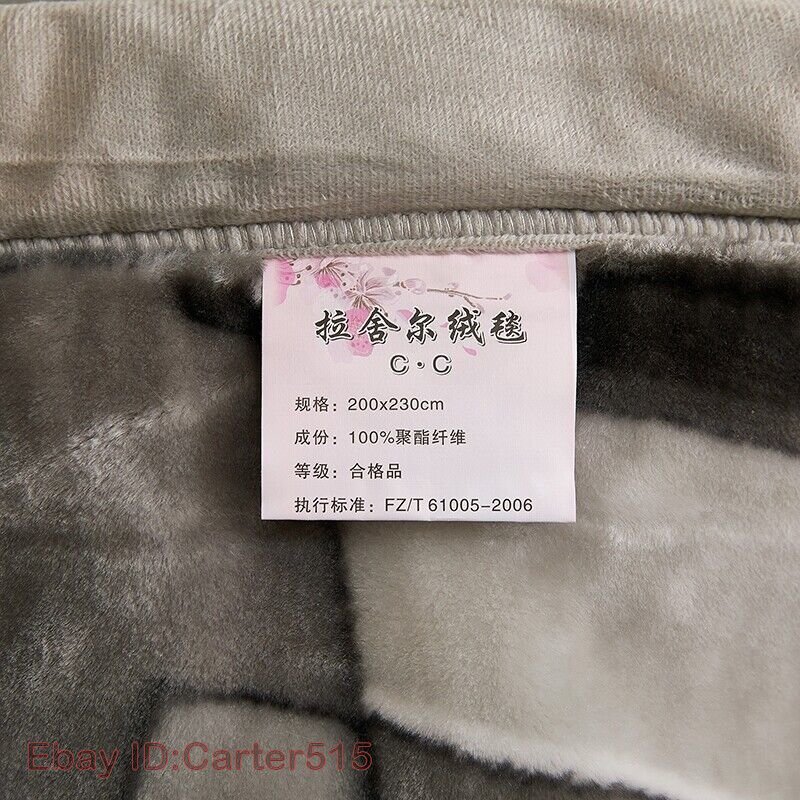 拉舍尔绒毯
C·C
规格：200x230cm
成份：100%聚酯纤维
等级：合格品
执行标准：FZ/T 61005-2006
Ebay ID:Carter515